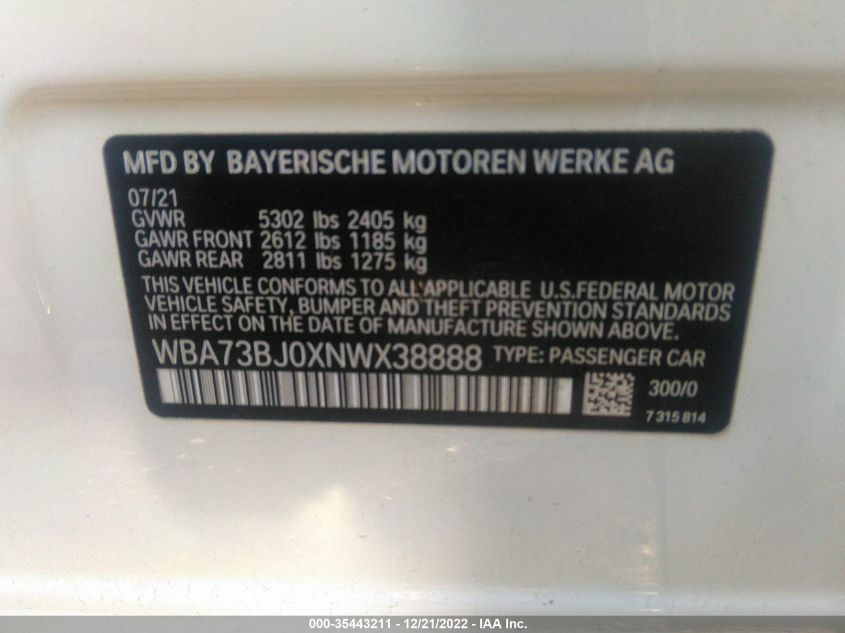 MFD BY BAYERISCHE MOTOREN WERKE AG
07/21
GVWR 5302 lbs 2405 kg
GAWR FRONT 2612 lbs 1185 kg
GAWR REAR 2811 lbs 1275 kg
THIS VEHICLE CONFORMS TO ALL APPLICABLE U.S.FEDERAL MOTOR
VEHICLE SAFETY, BUMPER AND THEFT PREVENTION STANDARDS
IN EFFECT ON THE DATE OF MANUFACTURE SHOWN ABOVE.
WBA73BJ0XNWX38888 TYPE: PASSENGER CAR
300/0
7 315 814
000-35443211 - 12/21/2022 - IAA Inc.